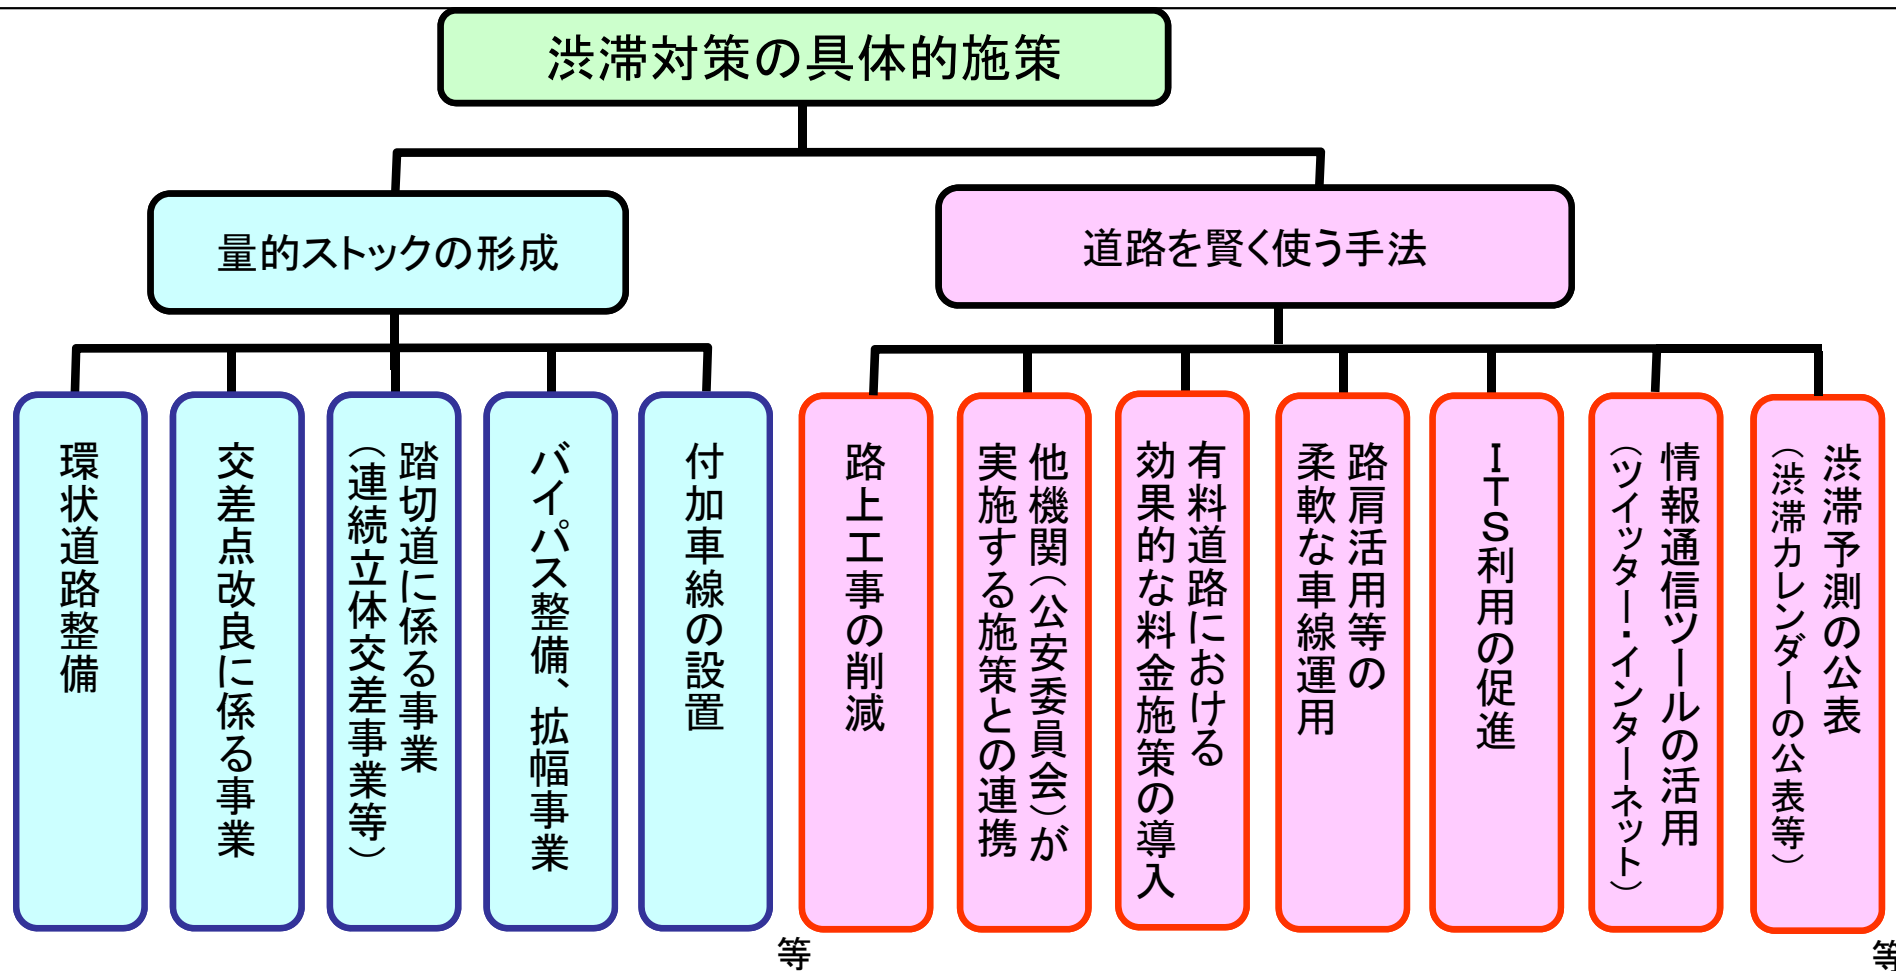 渋滞対策の具体的施策
量的ストックの形成
道路を賢く使う手法
環状道路整備
交差点改良に係る事業
踏切道に係る事業
（連続立体交差事業等）
バイパス整備、拡幅事業
付加車線の設置
等
路上工事の削減
他機関（公安委員会）が
実施する施策との連携
有料道路における
効果的な料金施策の導入
路肩活用等の
柔軟な車線運用
ITS利用の促進
情報通信ツールの活用
（ツイッター・インターネット）
渋滞予測の公表
（渋滞カレンダーの公表等）
等